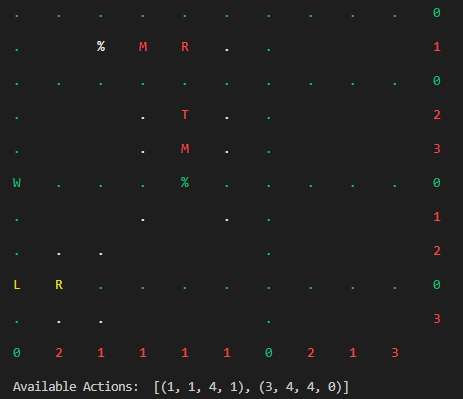 . . . . . . . . . . 0
. % M R . . 1
. . . . . . . . . . 0
. T . . 2
. M . . 3
W . . . % . . . . . 0
. . . . 1
. . . . 2
L R . . . . . . . . 0
. . . . 3
0 2 1 1 1 1 0 2 1 3
Available Actions: [(1, 1, 4, 1), (3, 4, 4, 0)]